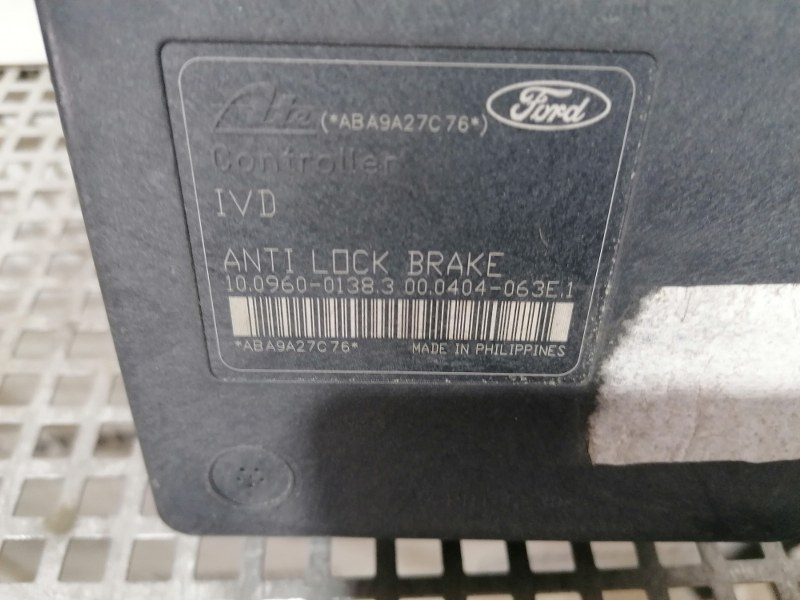 Ate (*ABA9A27C76*) Ford
Controller
IVD
ANTI LOCK BRAKE
10.0960-0138.3 00.0404-063E.1
*ABA9A27C76* MADE IN PHILIPPINES